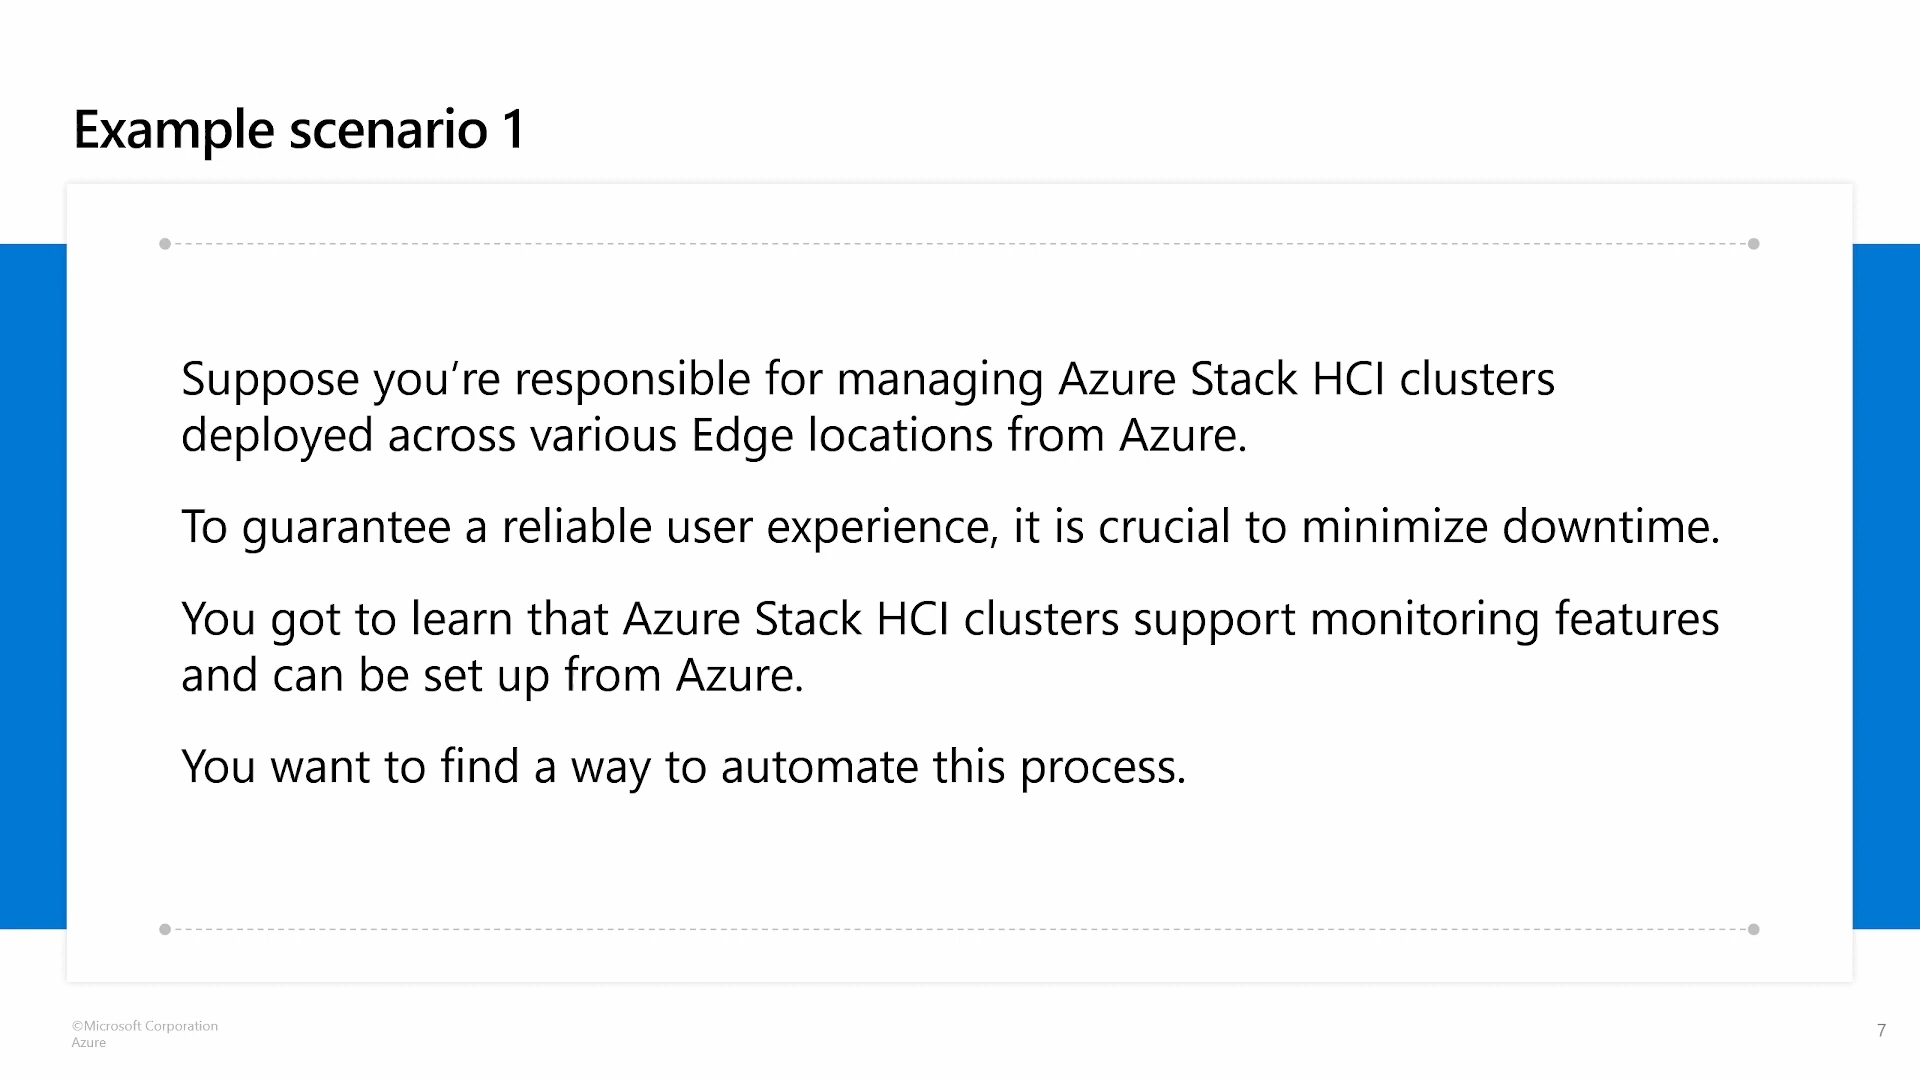 Example scenario 1
Suppose you’re responsible for managing Azure Stack HCI clusters
deployed across various Edge locations from Azure.
To guarantee a reliable user experience, it is crucial to minimize downtime.
You got to learn that Azure Stack HCI clusters support monitoring features
and can be set up from Azure.
You want to find a way to automate this process.
©Microsoft Corporation
Azure
7